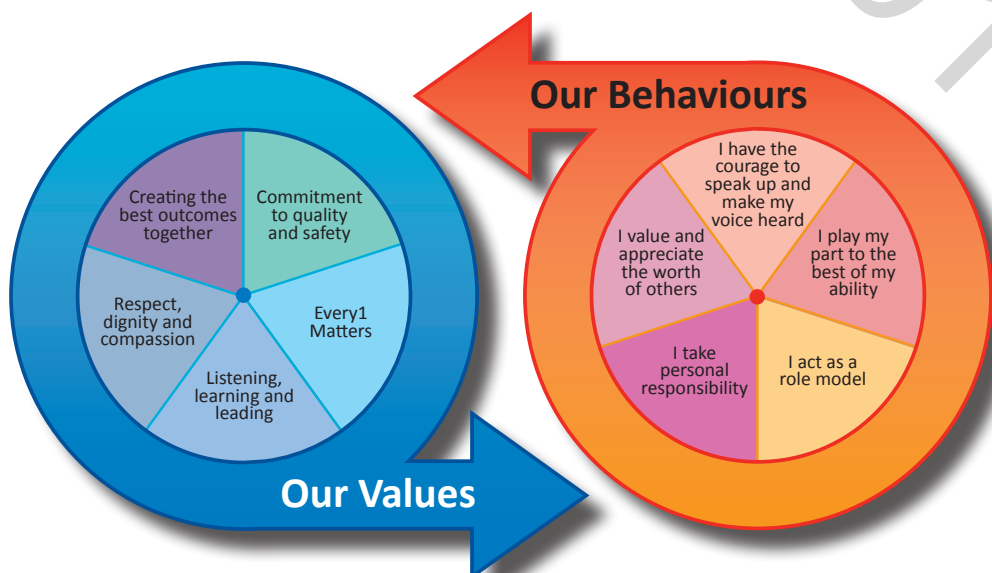 Our Behaviours
Creating the
best outcomes
together
Commitment
to quality
and safety
Every1
Matters
Listening,
learning and
leading
Respect,
dignity and
compassion
Our Values
I have the
courage to
speak up and
make my
voice heard
I play my
part to the
best of my
ability
I act as a
role model
I take
personal
responsibility
I value and
appreciate
the worth
of others